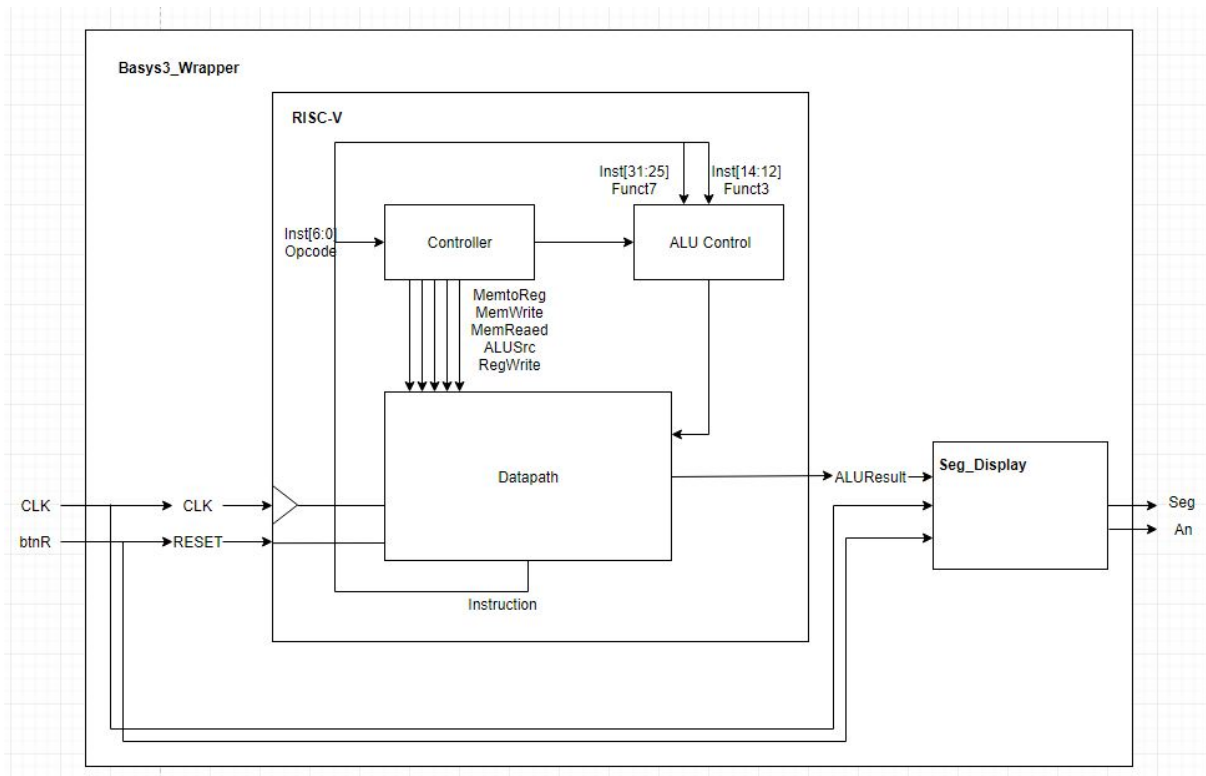 Basys3_Wrapper
RISC-V
Inst[31:25]
Funct7
Inst[14:12]
Funct3
Inst[6:0]
Opcode
Controller
ALU Control
MemtoReg
MemWrite
MemReaed
ALUSrc
RegWrite
Datapath
ALUResult
Seg_Display
CLK
CLK
Seg
btnR
RESET
An
Instruction